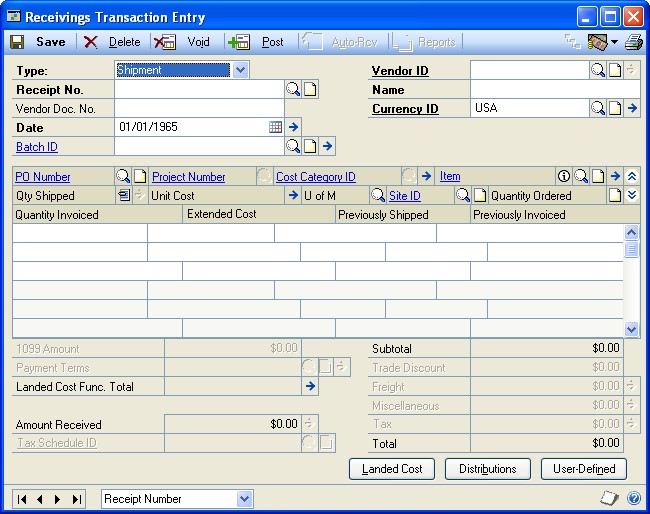 Receivings Transaction Entry
Save Delete Void Post Auto-Rcv Reports
Type: Shipment Vendor ID
Receipt No. Name
Vendor Doc. No. Currency ID USA
Date 01/01/1965
Batch ID
PO Number Project Number Cost Category ID Item
Qty Shipped Unit Cost U of M Site ID Quantity Ordered
Quantity Invoiced Extended Cost Previously Shipped Previously Invoiced
1099 Amount $0.00 Subtotal $0.00
Payment Terms Trade Discount $0.00
Landed Cost Func. Total Freight $0.00
Miscellaneous $0.00
Amount Received $0.00 Tax $0.00
Tax Schedule ID Total $0.00
Landed Cost Distributions User-Defined
Receipt Number